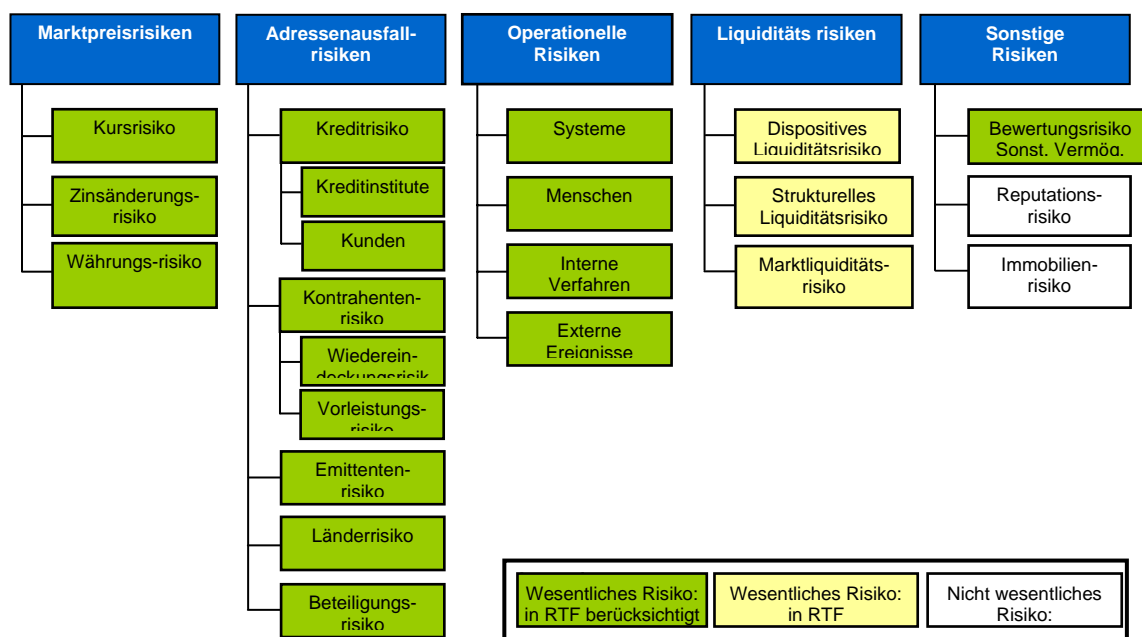 Marktpreisrisiken
Kursrisiko
Zinsänderungs-
risiko
Währungs-risiko
Adressenausfall-
risiken
Kreditrisiko
Kreditinstitute
Kunden
Kontrahenten-
risiko
Wiederein-
deckungsrisik
Vorleistungs-
risiko
Emittenten-
risiko
Länderrisiko
Beteiligungs-
risiko
Operationelle
Risiken
Systeme
Menschen
Interne
Verfahren
Externe
Ereignisse
Liquiditäts risiken
Dispositives
Liquiditätsrisiko
Strukturelles
Liquiditätsrisiko
Marktliquiditäts-
risiko
Sonstige
Risiken
Bewertungsrisiko
Sonst. Vermög.
Reputations-
risiko
Immobilien-
risiko
Wesentliches Risiko:
in RTF berücksichtigt
Wesentliches Risiko:
in RTF
Nicht wesentliches
Risiko: